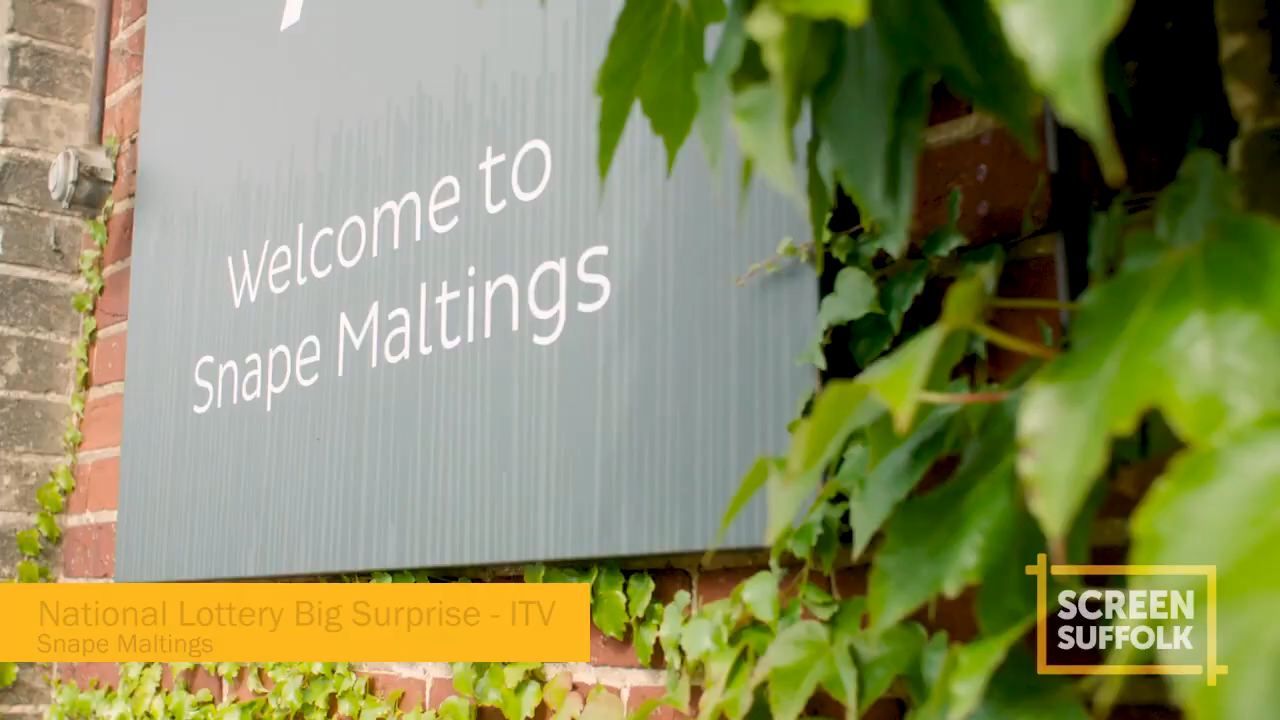 Welcome to
Snape Maltings
National Lottery Big Surprise - ITV
Snape Maltings
SCREEN
SUFFOLK